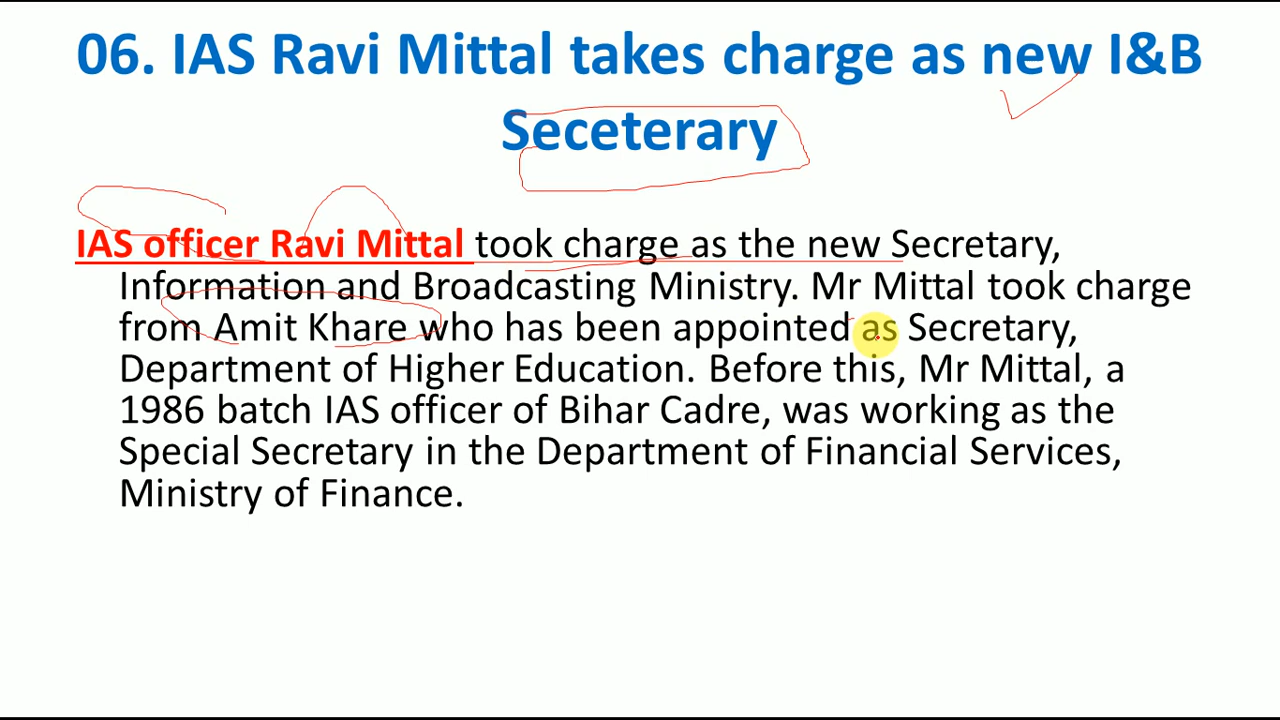 06. IAS Ravi Mittal takes charge as new I&B
Seceterary
IAS officer Ravi Mittal took charge as the new Secretary,
Information and Broadcasting Ministry. Mr Mittal took charge
from Amit Khare who has been appointed as Secretary,
Department of Higher Education. Before this, Mr Mittal, a
1986 batch IAS officer of Bihar Cadre, was working as the
Special Secretary in the Department of Financial Services,
Ministry of Finance.